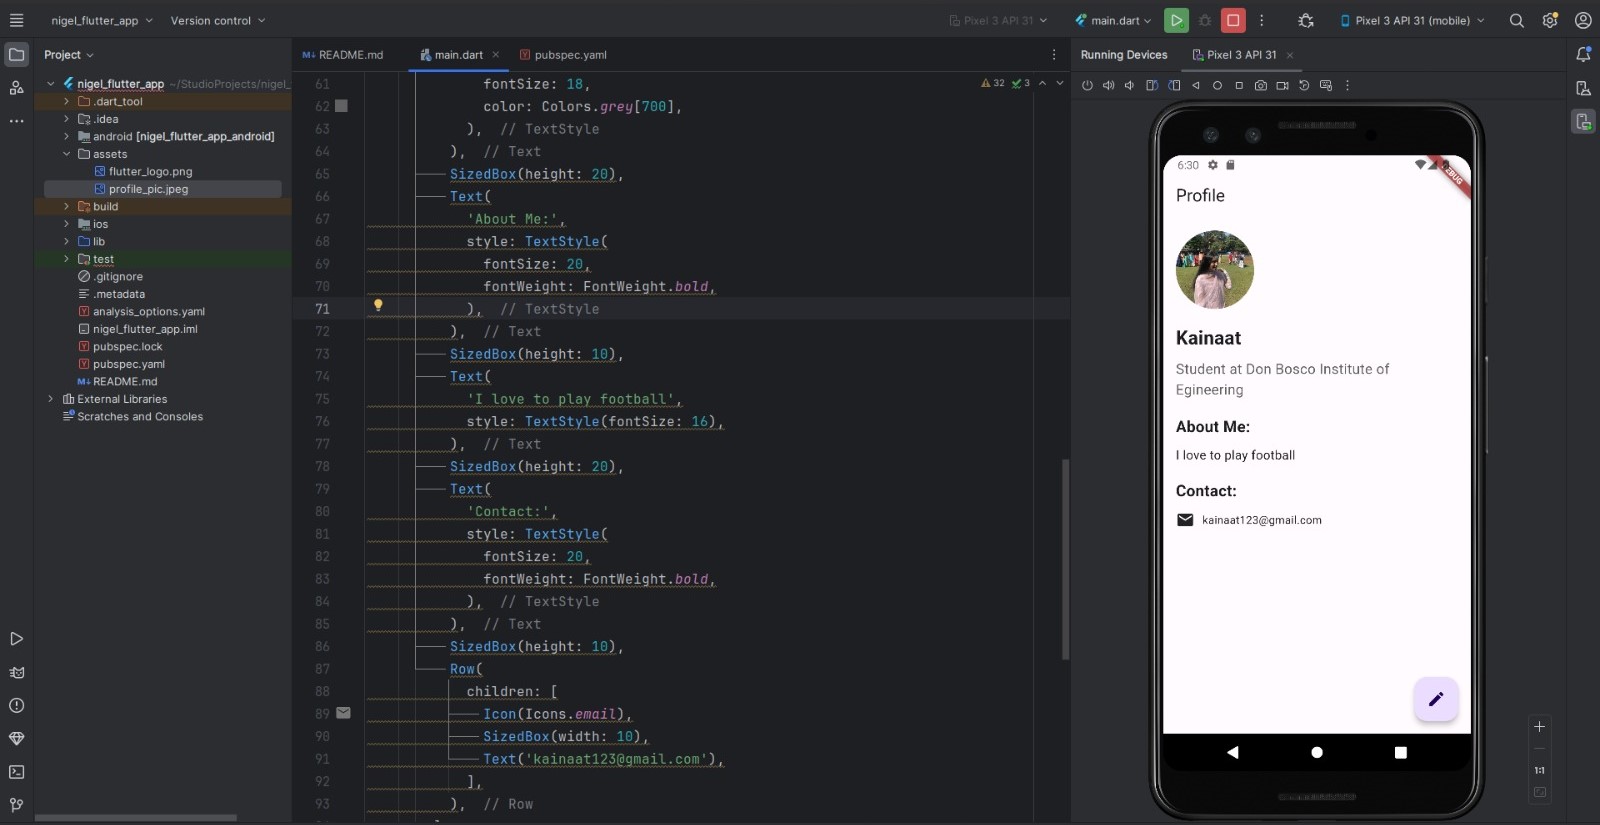 nigel_flutter_app
Version control
Pixel 3 API 31
main.dart
Pixel 3 API 31 (mobile)
Project
README.md
main.dart
pubspec.yaml
Running Devices
Pixel 3 API 31
nigel_flutter_app ~/StudioProjects/nigel_
.dart_tool
.idea
android [nigel_flutter_app_android]
assets
flutter_logo.png
profile_pic.jpeg
build
ios
lib
test
.gitignore
.metadata
analysis_options.yaml
nigel_flutter_app.iml
pubspec.lock
pubspec.yaml
README.md
External Libraries
Scratches and Consoles
32 3
61 fontSize: 18,
62 color: Colors.grey[700],
63 ), // TextStyle
64 ), // Text
65 SizedBox(height: 20),
66 Text(
67 'About Me:',
68 style: TextStyle(
69 fontSize: 20,
70 fontWeight: FontWeight.bold,
71 ), // TextStyle
72 ), // Text
73 SizedBox(height: 10),
74 Text(
75 'I love to play football',
76 style: TextStyle(fontSize: 16),
77 ), // Text
78 SizedBox(height: 20),
79 Text(
80 'Contact:',
81 style: TextStyle(
82 fontSize: 20,
83 fontWeight: FontWeight.bold,
84 ), // TextStyle
85 ), // Text
86 SizedBox(height: 10),
87 Row(
88 children: [
89 Icon(Icons.email),
90 SizedBox(width: 10),
91 Text('kainaat123@gmail.com'),
92 ],
93 ), // Row
6:30
Profile
Kainaat
Student at Don Bosco Institute of
Egineering
About Me:
I love to play football
Contact:
kainaat123@gmail.com
1:1